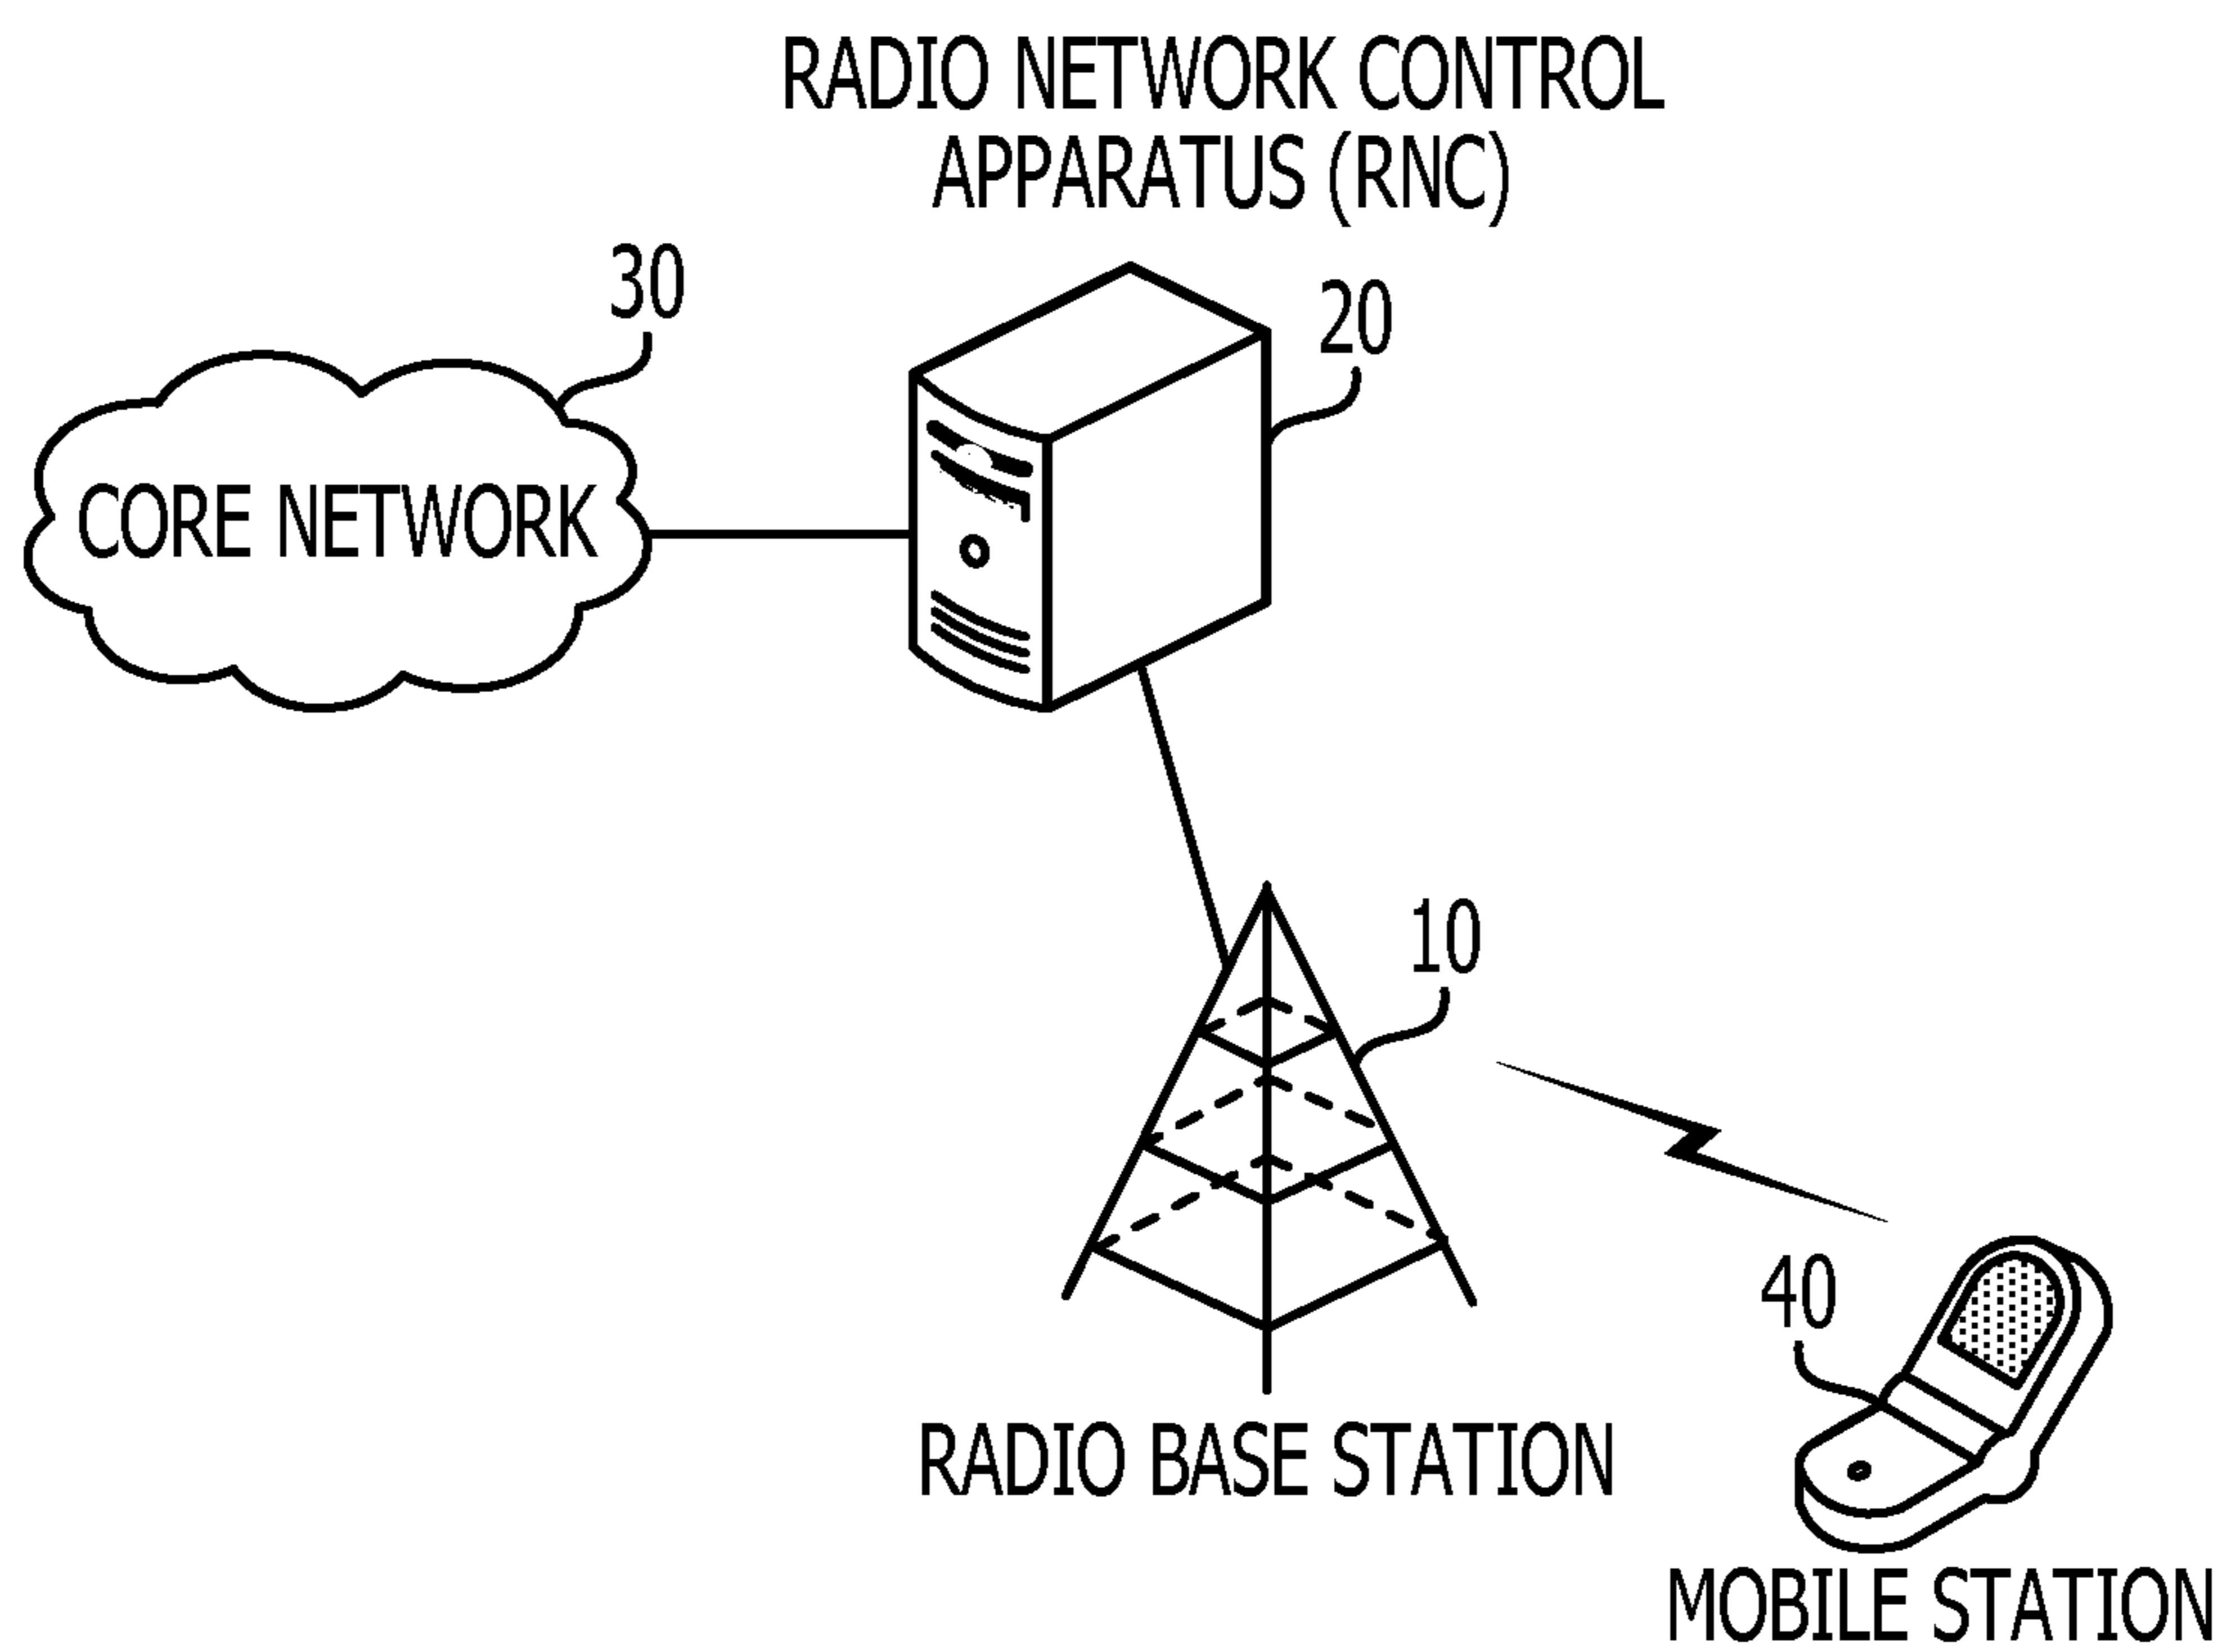 RADIO NETWORK CONTROL
APPARATUS (RNC)
30
20
CORE NETWORK
10
40
RADIO BASE STATION
MOBILE STATION